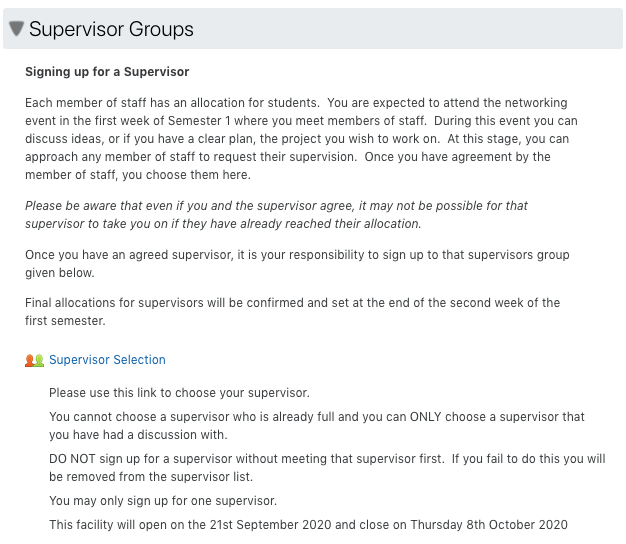 Supervisor Groups
Signing up for a Supervisor
Each member of staff has an allocation for students.  You are expected to attend the networking
event in the first week of Semester 1 where you meet members of staff.  During this event you can
discuss ideas, or if you have a clear plan, the project you wish to work on.  At this stage, you can
approach any member of staff to request their supervision.  Once you have agreement by the
member of staff, you choose them here.
Please be aware that even if you and the supervisor agree, it may not be possible for that
supervisor to take you on if they have already reached their allocation.
Once you have an agreed supervisor, it is your responsibility to sign up to that supervisors group
given below.
Final allocations for supervisors will be confirmed and set at the end of the second week of the
first semester.
Supervisor Selection
Please use this link to choose your supervisor.
You cannot choose a supervisor who is already full and you can ONLY choose a supervisor that
you have had a discussion with.
DO NOT sign up for a supervisor without meeting that supervisor first.  If you fail to do this you will
be removed from the supervisor list.
You may only sign up for one supervisor.
This facility will open on the 21st September 2020 and close on Thursday 8th October 2020